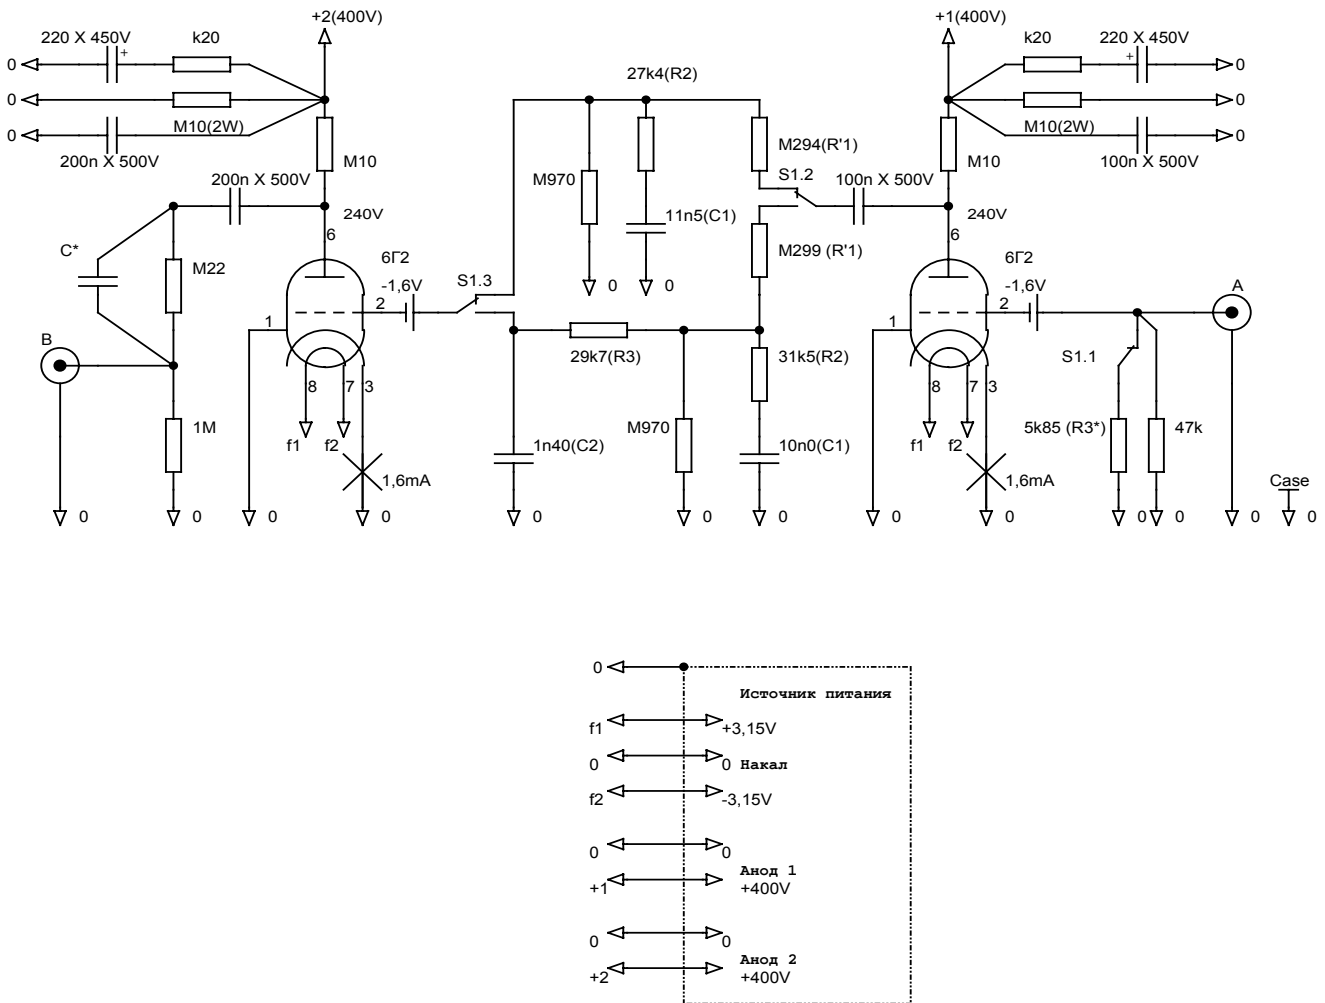 +2(400V)
+1(400V)
220 X 450V
+
k20
k20
220 X 450V
+
0
0
27k4(R2)
0
0
0
M10(2W)
M10(2W)
0
200n X 500V
M10
M294(R'1)
M10
100n X 500V
200n X 500V
M970
S1.2
100n X 500V
240V
11n5(C1)
240V
6
6
C*
M22
6Г2
M299 (R'1)
6Г2
-1,6V
S1.3
0
0
-1,6V
A
2
2
1
1
B
29k7(R3)
31k5(R2)
S1.1
8
7
3
8
7
3
1M
f1
f2
1n40(C2)
M970
10n0(C1)
f1
f2
5k85 (R3*)
47k
1,6mA
1,6mA
Case
0
0
0
0
0
0
0
0
0
0
0
0
0
0
Источник питания
f1
+3,15V
0
0
Накал
f2
-3,15V
0
0
Анод 1
+1
+400V
0
0
Анод 2
+2
+400V